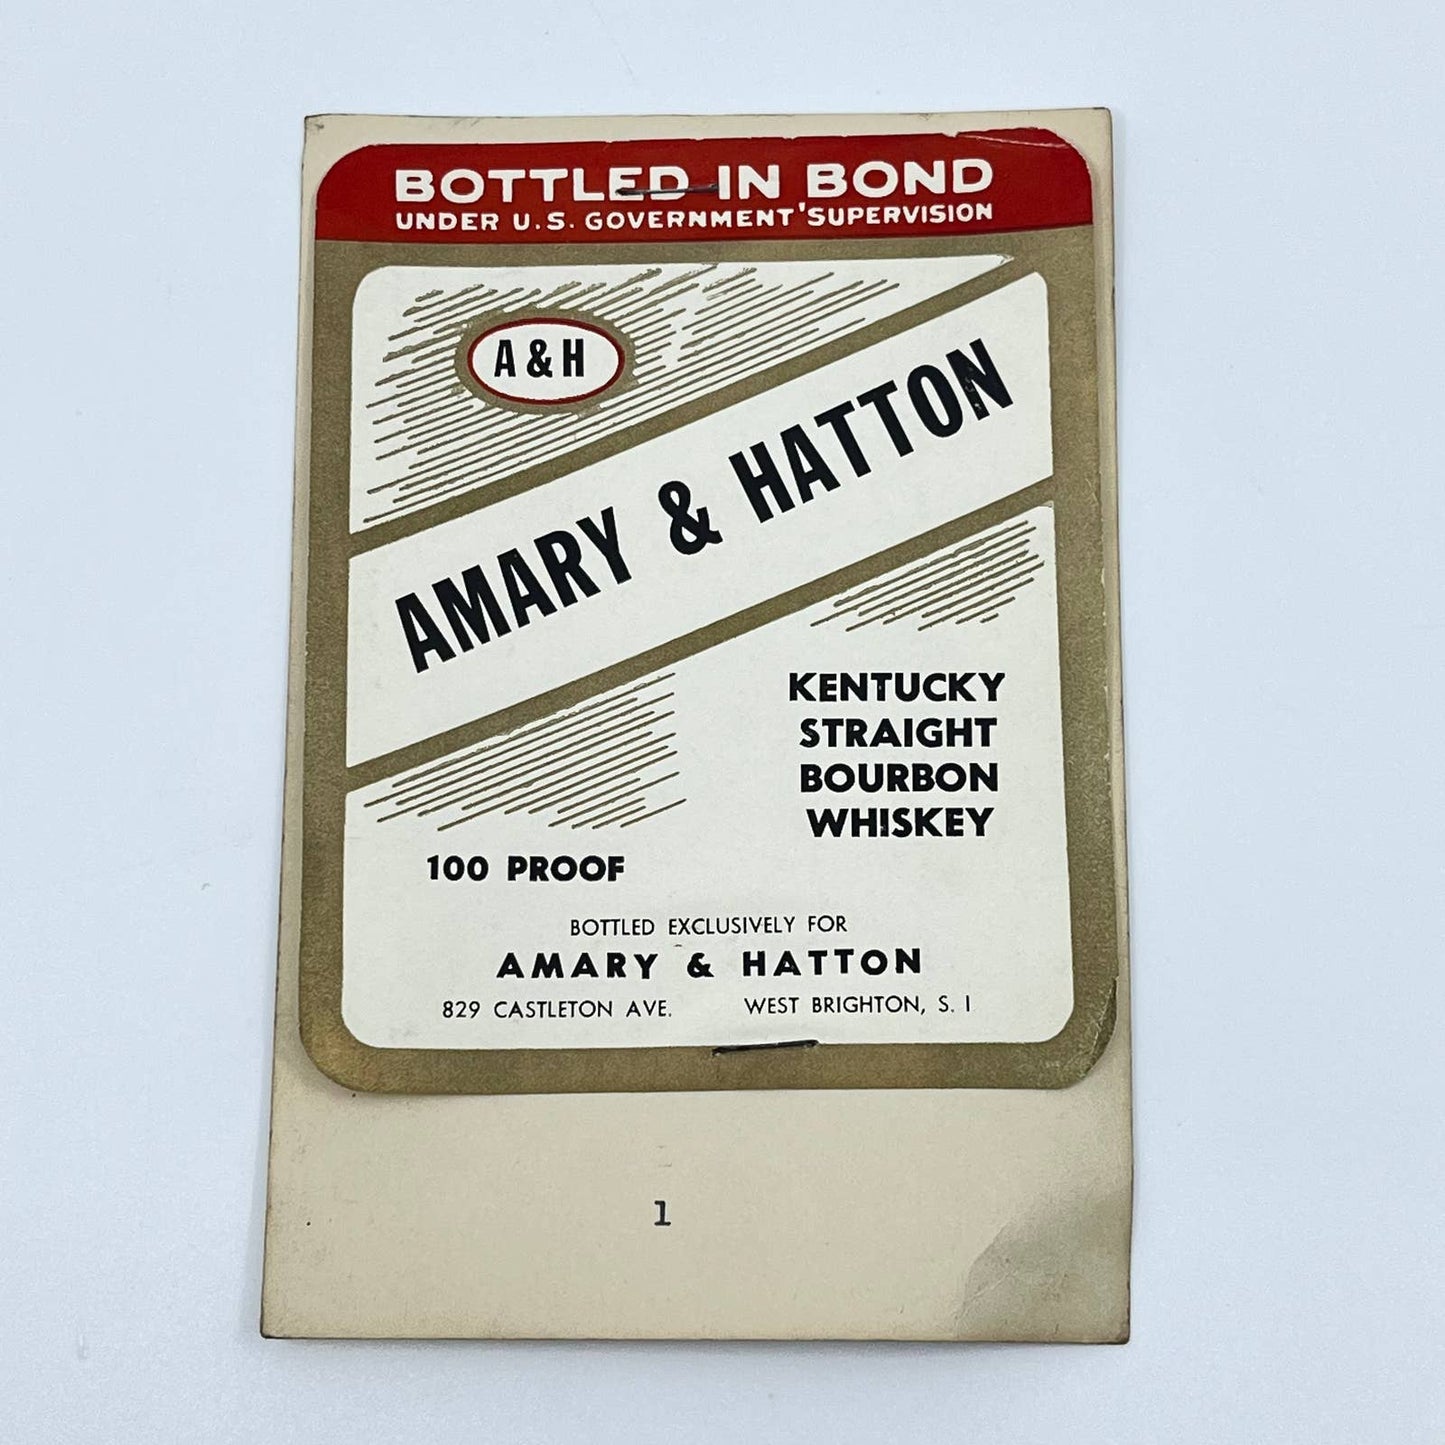 BOTTLED IN BOND
UNDER U.S. GOVERNMENT SUPERVISION
A & H
AMARY & HATTON
KENTUCKY
STRAIGHT
BOURBON
WHISKEY
100 PROOF
BOTTLED EXCLUSIVELY FOR
AMARY & HATTON
829 CASTLETON AVE. WEST BRIGHTON, S. I
1